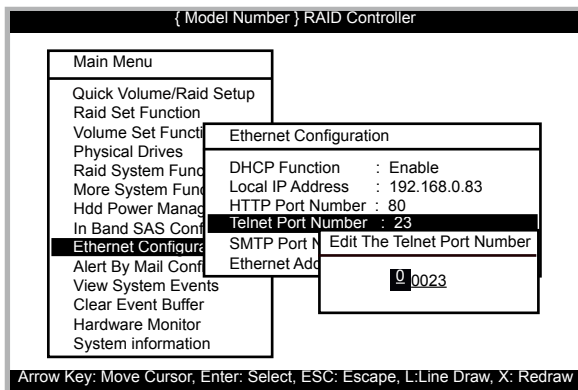 { Model Number } RAID Controller
Main Menu
Quick Volume/Raid Setup
Raid Set Function
Volume Set Functi
Physical Drives
Raid System Func
More System Func
Hdd Power Manag
In Band SAS Conf
Ethernet Configura
Alert By Mail Confi
View System Events
Clear Event Buffer
Hardware Monitor
System information
Ethernet Configuration
DHCP Function : Enable
Local IP Address : 192.168.0.83
HTTP Port Number : 80
Telnet Port Number : 23
SMTP Port N
Ethernet Add
Edit The Telnet Port Number
0 0023
Arrow Key: Move Cursor, Enter: Select, ESC: Escape, L:Line Draw, X: Redraw